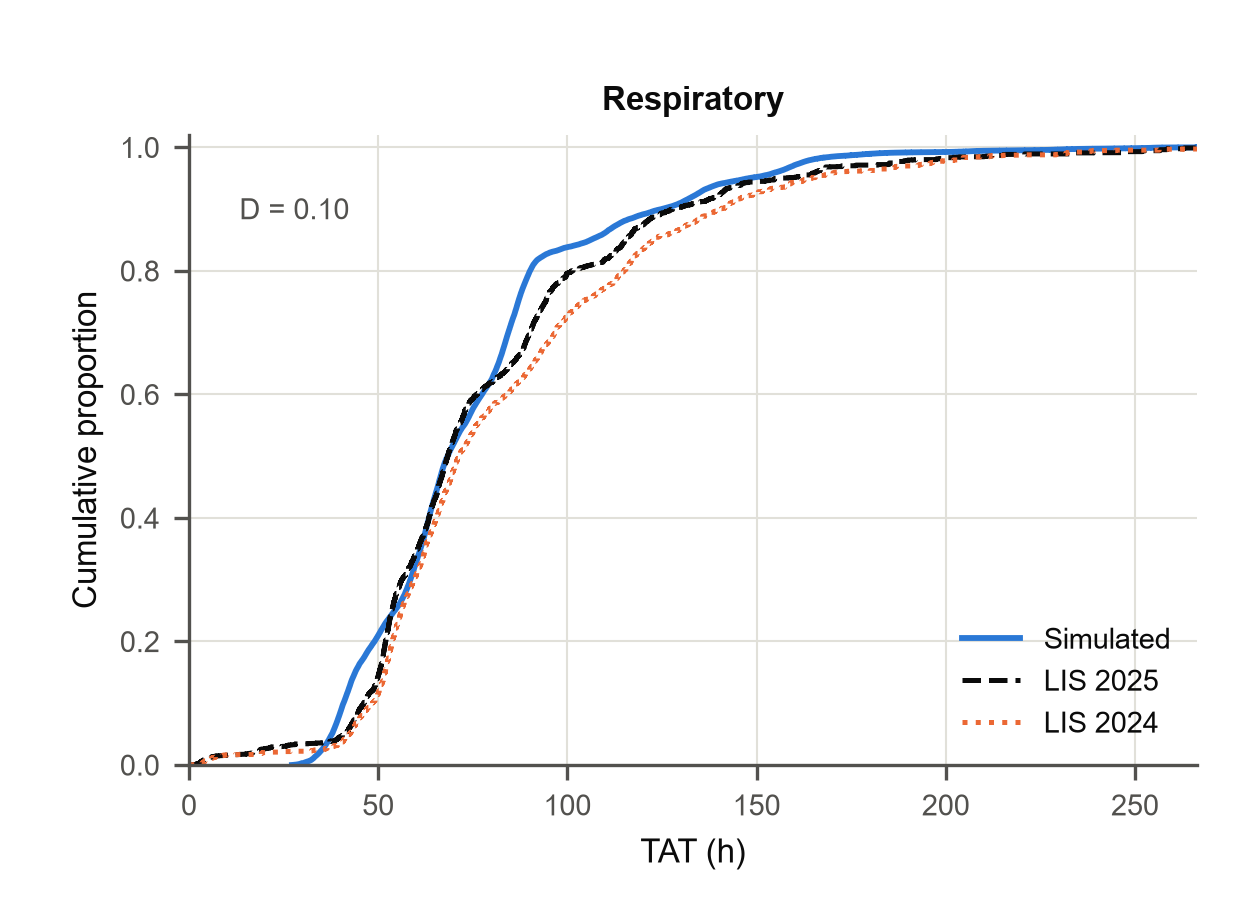 Respiratory
1.0
D = 0.10
0.8
0.6
0.4
0.2
0.0
Cumulative proportion
Simulated
LIS 2025
LIS 2024
0 50 100 150 200 250
TAT (h)